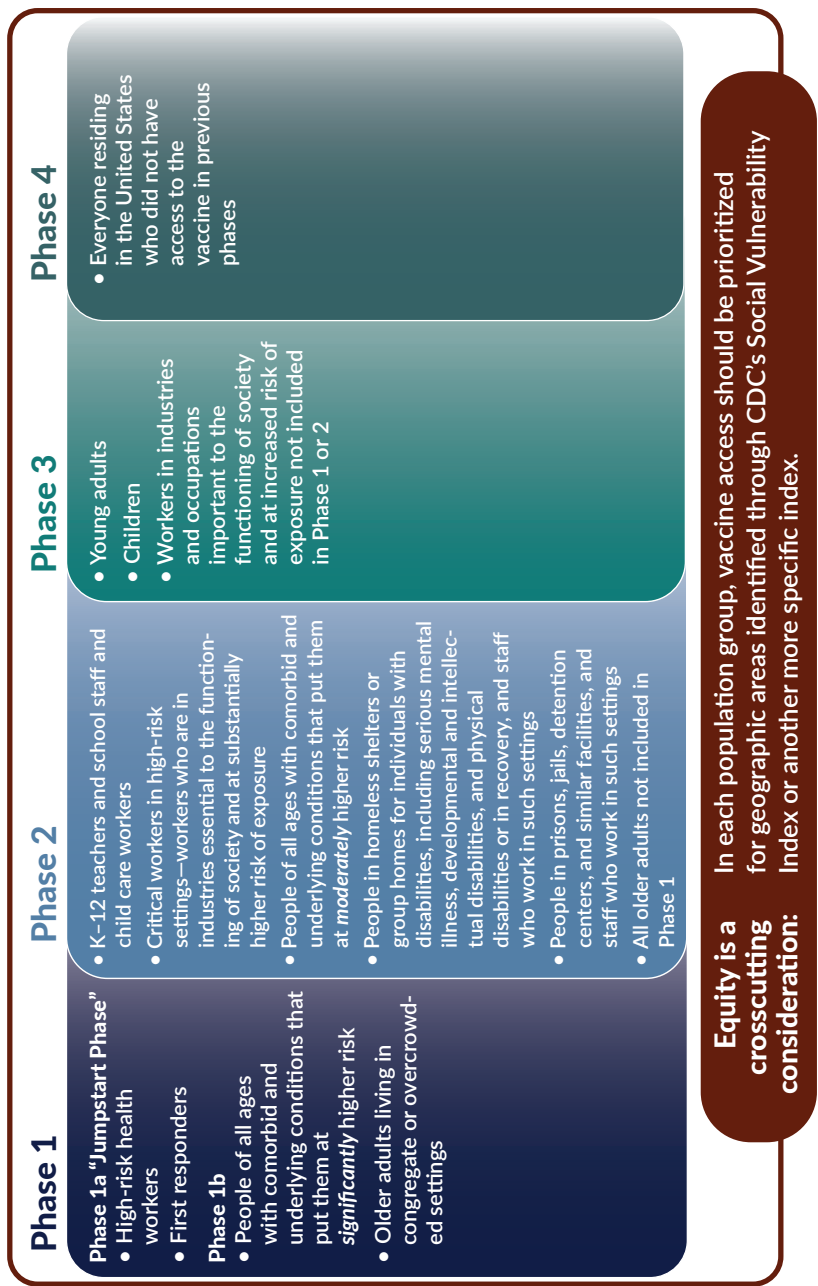 Phase 1
Phase 1a “Jumpstart Phase”
• High-risk health
workers
• First responders
Phase 1b
• People of all ages
with comorbid and
underlying conditions that
put them at
significantly higher risk
• Older adults living in
congregate or overcrowd-
ed settings
Phase 2
• K–12 teachers and school staff and
child care workers
• Critical workers in high-risk
settings—workers who are in
industries essential to the function-
ing of society and at substantially
higher risk of exposure
• People of all ages with comorbid and
underlying conditions that put them
at moderately higher risk
• People in homeless shelters or
group homes for individuals with
disabilities, including serious mental
illness, developmental and intellec-
tual disabilities, and physical
disabilities or in recovery, and staff
who work in such settings
• People in prisons, jails, detention
centers, and similar facilities, and
staff who work in such settings
• All older adults not included in
Phase 1
Phase 3
• Young adults
• Children
• Workers in industries
and occupations
important to the
functioning of society
and at increased risk of
exposure not included
in Phase 1 or 2
Phase 4
• Everyone residing
in the United States
who did not have
access to the
vaccine in previous
phases
Equity is a
crosscutting
consideration:
In each population group, vaccine access should be prioritized
for geographic areas identified through CDC’s Social Vulnerability
Index or another more specific index.